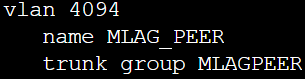 vlan 4094
   name MLAG_PEER
   trunk group MLAGPEER